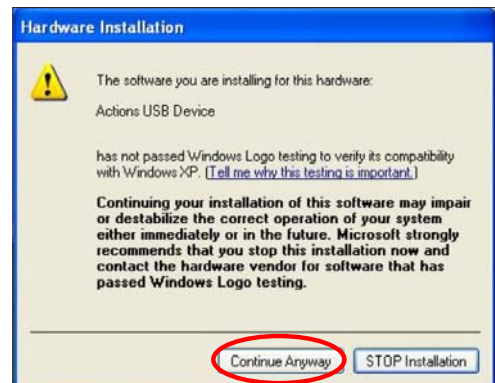 Hardware Installation
The software you are installing for this hardware:
Actions USB Device
has not passed Windows Logo testing to verify its compatibility
with Windows XP. (Tell me why this testing is important.)
Continuing your installation of this software may impair
or destabilize the correct operation of your system
either immediately or in the future. Microsoft strongly
recommends that you stop this installation now and
contact the hardware vendor for software that has
passed Windows Logo testing.
Continue Anyway STOP Installation